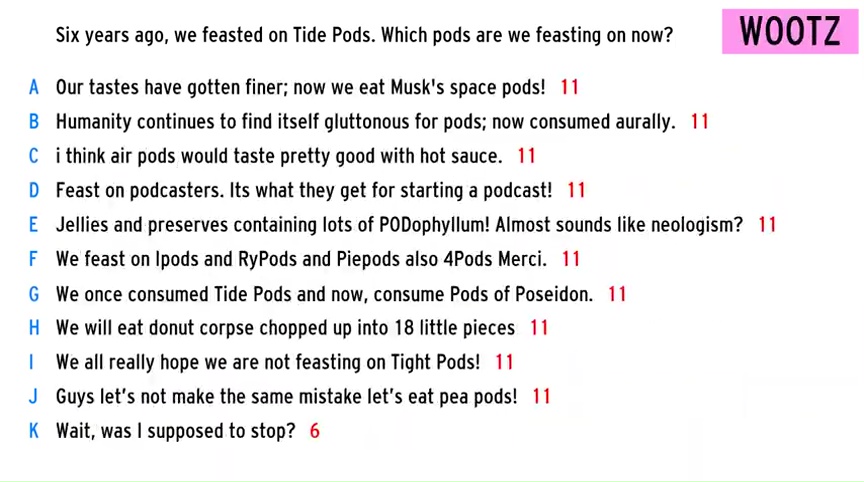 Six years ago, we feasted on Tide Pods. Which pods are we feasting on now?
WOOTZ
A Our tastes have gotten finer; now we eat Musk's space pods! 11
B Humanity continues to find itself gluttonous for pods; now consumed aurally. 11
C i think air pods would taste pretty good with hot sauce. 11
D Feast on podcasters. Its what they get for starting a podcast! 11
E Jellies and preserves containing lots of PODophyllum! Almost sounds like neologism? 11
F We feast on Ipods and RyPods and Piepods also 4Pods Merci. 11
G We once consumed Tide Pods and now, consume Pods of Poseidon. 11
H We will eat donut corpse chopped up into 18 little pieces 11
I We all really hope we are not feasting on Tight Pods! 11
J Guys let’s not make the same mistake let’s eat pea pods! 11
K Wait, was I supposed to stop? 6